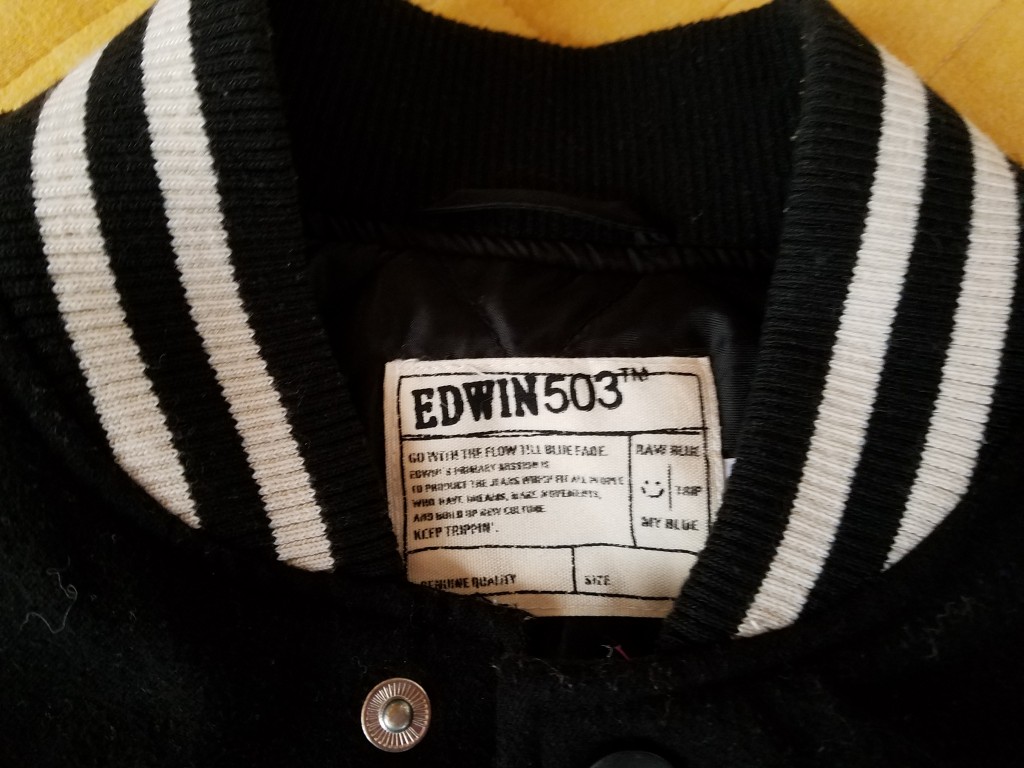 EDWIN503™
GO WITH THE FLOW TILL BLUE FADE.
EDWIN'S PRIMARY MISSION IS
TO PRODUCT THE JEANS WHICH FIT ALL PEOPLE
WHO HAVE DREAMS, MAKE MOVEMENTS,
AND BUILD UP NEW CULTURE.
KEEP TRIPPIN'.
RAW BLUE
TRIP
MY BLUE
GENUINE QUALITY
SIZE